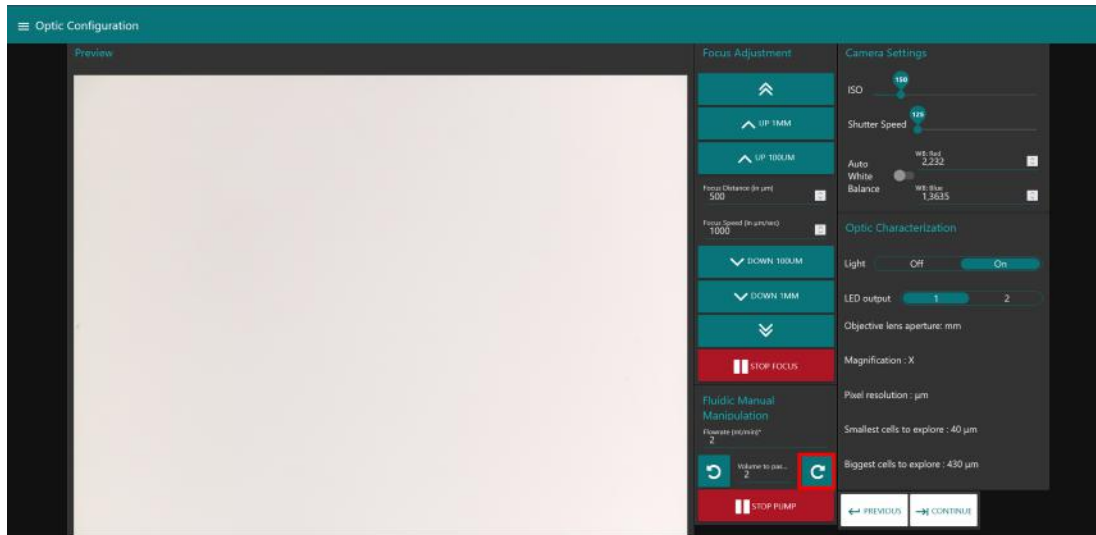 Optic Configuration
Preview
Focus Adjustment
UP 1MM
UP 100UM
Focus Distance (in µm)
500
Focus Speed (in µm/sec)
1000
DOWN 100UM
DOWN 1MM
STOP FOCUS
Fluidic Manual
Manipulation
Flowrate (ml/min)*
2
Volume to pas...
2
STOP PUMP
Camera Settings
150
ISO
125
Shutter Speed
Auto
White
Balance
WB: Red
2,232
WB: Blue
1,3635
Optic Characterization
Light Off On
LED output 1 2
Objective lens aperture: mm
Magnification : X
Pixel resolution : µm
Smallest cells to explore : 40 µm
Biggest cells to explore : 430 µm
PREVIOUS CONTINUE